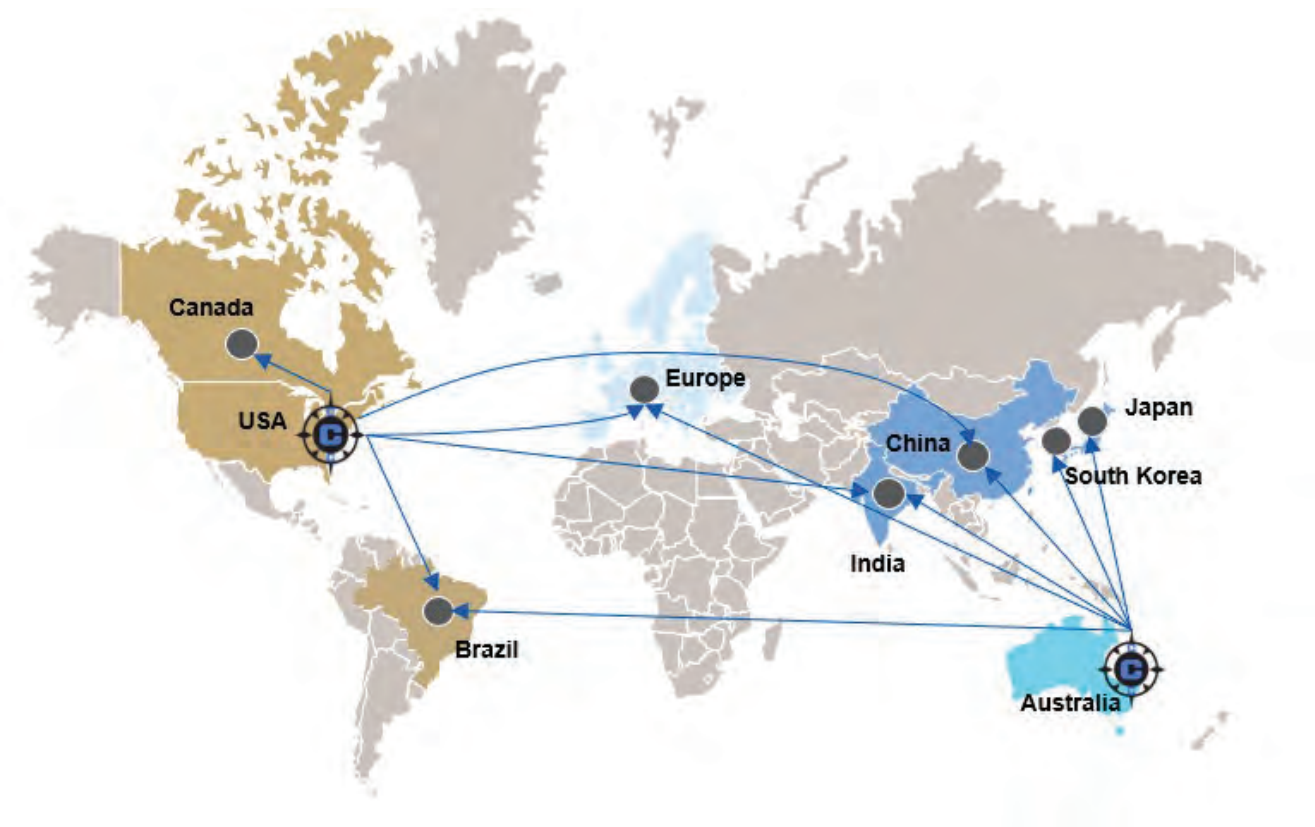 Canada
Europe
Japan
USA
C
China
South Korea
India
Brazil
C
Australia